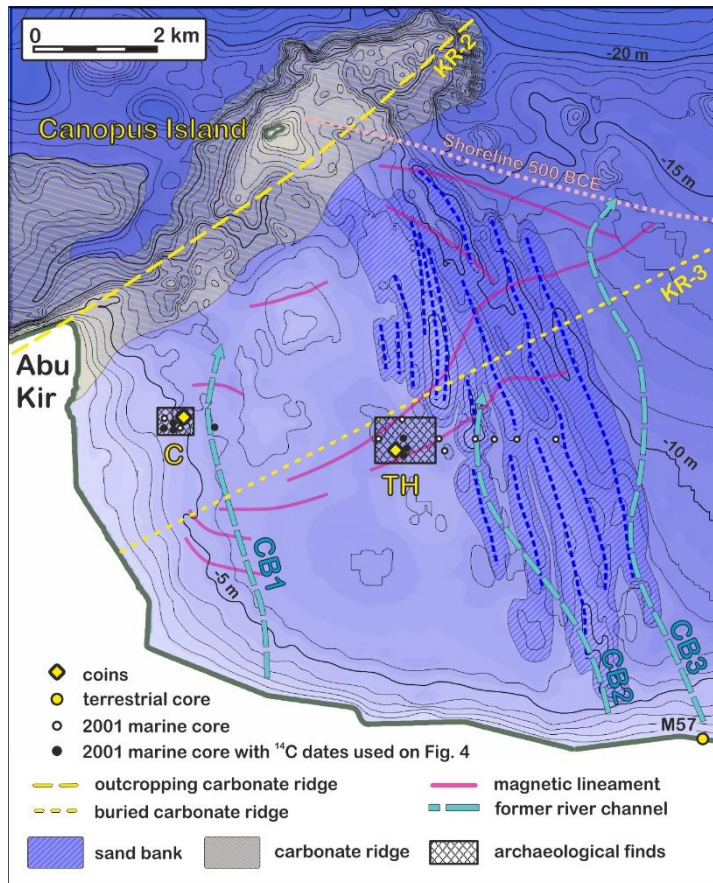 0 2 km
-20 m
KR-2
Canopus Island
Shoreline 500 BCE
-15 m
KR-3
Abu
Kir
C
TH
-10 m
CB1
-5 m
CB2
CB3
M57
coins
terrestrial core
2001 marine core
2001 marine core with ¹⁴C dates used on Fig. 4
outcropping carbonate ridge
magnetic lineament
buried carbonate ridge
former river channel
sand bank
carbonate ridge
archaeological finds